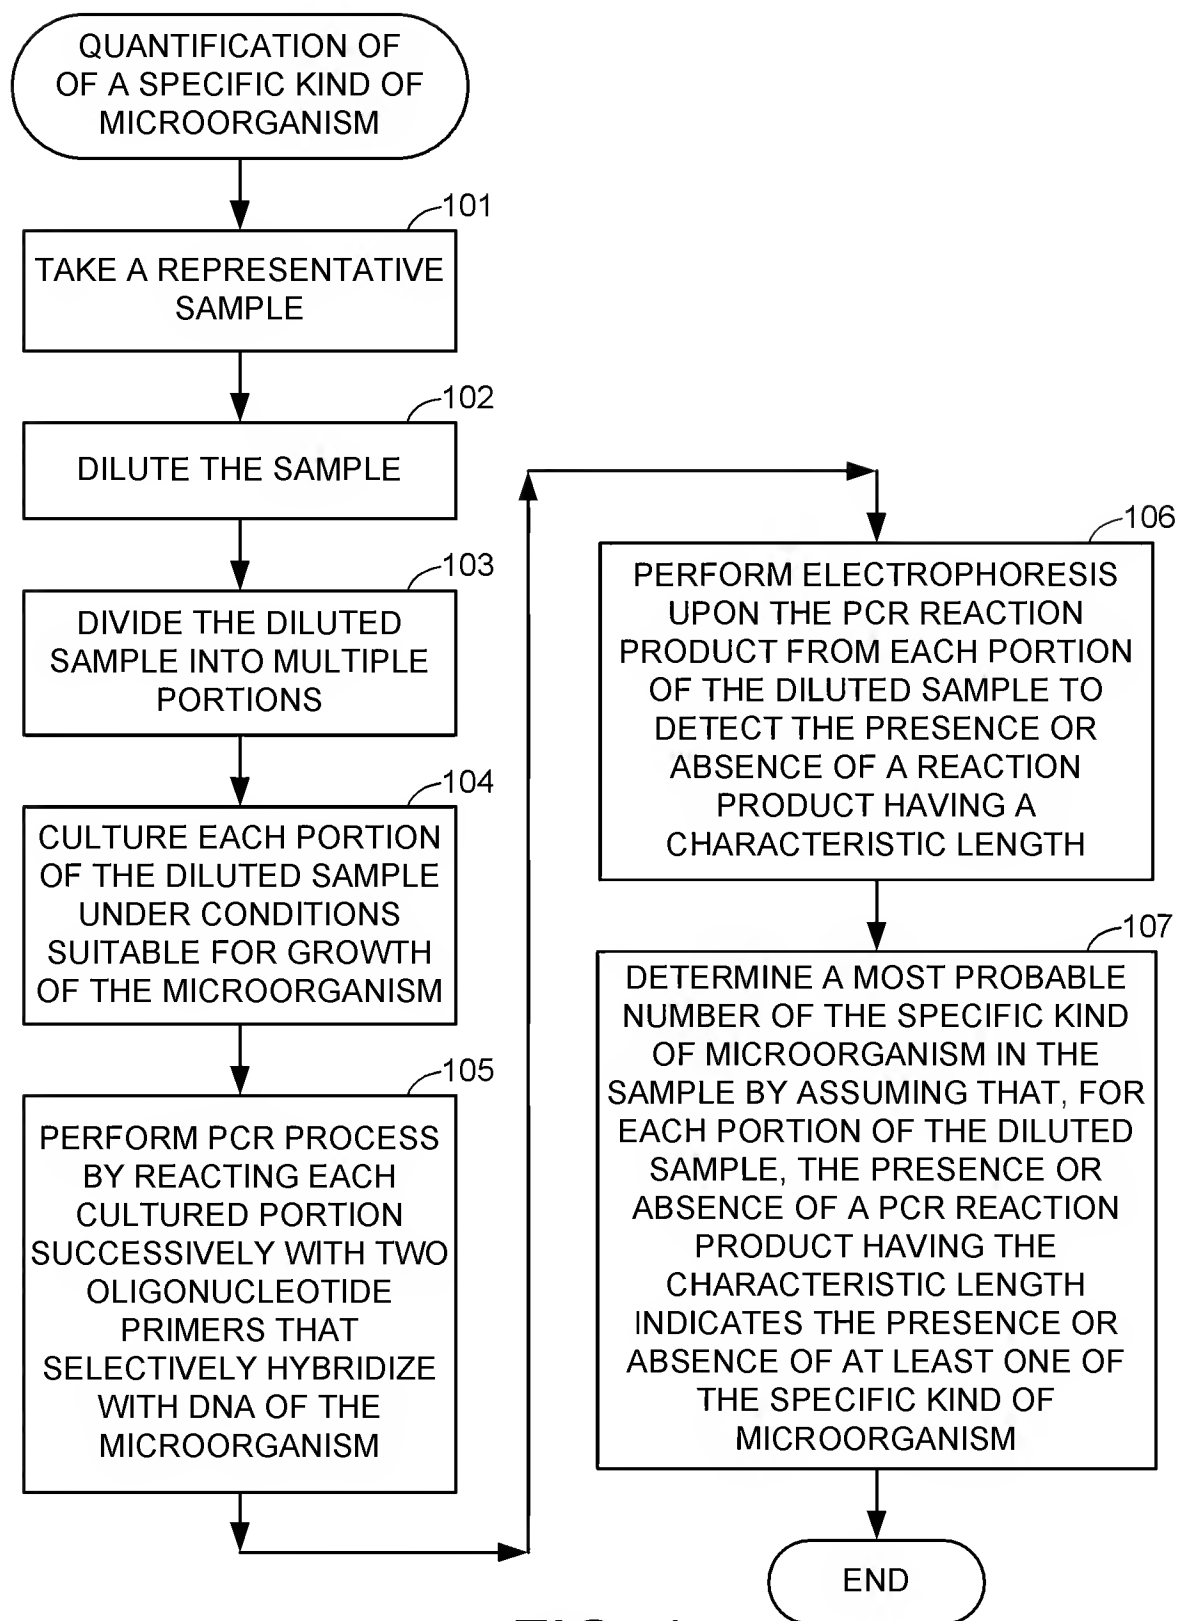 QUANTIFICATION OF
OF A SPECIFIC KIND OF
MICROORGANISM
101
TAKE A REPRESENTATIVE
SAMPLE
102
DILUTE THE SAMPLE
103
DIVIDE THE DILUTED
SAMPLE INTO MULTIPLE
PORTIONS
104
CULTURE EACH PORTION
OF THE DILUTED SAMPLE
UNDER CONDITIONS
SUITABLE FOR GROWTH
OF THE MICROORGANISM
105
PERFORM PCR PROCESS
BY REACTING EACH
CULTURED PORTION
SUCCESSIVELY WITH TWO
OLIGONUCLEOTIDE
PRIMERS THAT
SELECTIVELY HYBRIDIZE
WITH DNA OF THE
MICROORGANISM
106
PERFORM ELECTROPHORESIS
UPON THE PCR REACTION
PRODUCT FROM EACH PORTION
OF THE DILUTED SAMPLE TO
DETECT THE PRESENCE OR
ABSENCE OF A REACTION
PRODUCT HAVING A
CHARACTERISTIC LENGTH
107
DETERMINE A MOST PROBABLE
NUMBER OF THE SPECIFIC KIND
OF MICROORGANISM IN THE
SAMPLE BY ASSUMING THAT, FOR
EACH PORTION OF THE DILUTED
SAMPLE, THE PRESENCE OR
ABSENCE OF A PCR REACTION
PRODUCT HAVING THE
CHARACTERISTIC LENGTH
INDICATES THE PRESENCE OR
ABSENCE OF AT LEAST ONE OF
THE SPECIFIC KIND OF
MICROORGANISM
END